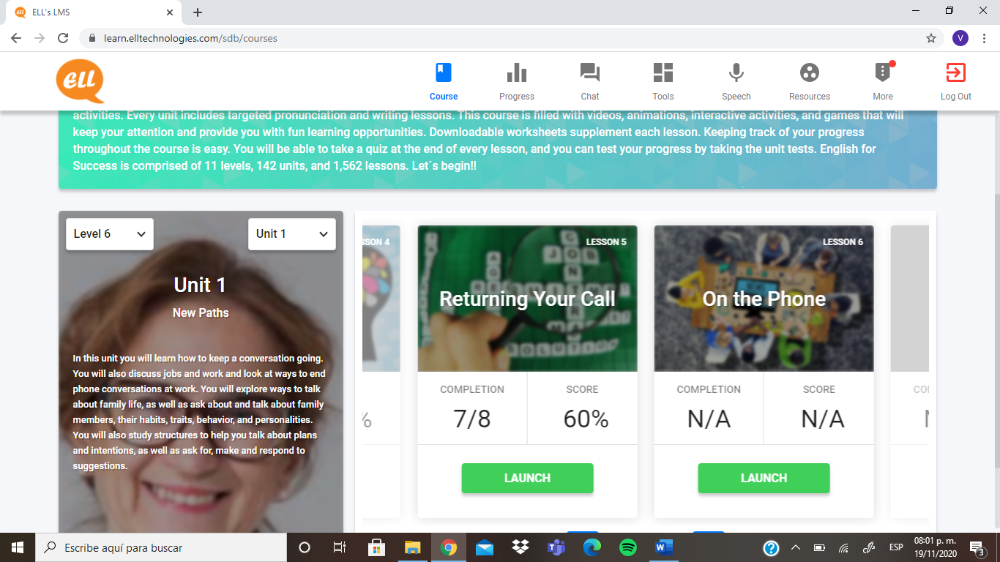 ELL's LMS
learn.elltechnologies.com/sdb/courses
V
ell
Course
Progress
Chat
Tools
Speech
Resources
More
Log Out
activities. Every unit includes targeted pronunciation and writing lessons. This course is filled with videos, animations, interactive activities, and games that will
keep your attention and provide you with fun learning opportunities. Downloadable worksheets supplement each lesson. Keeping track of your progress
throughout the course is easy. You will be able to take a quiz at the end of every lesson, and you can test your progress by taking the unit tests. English for
Success is comprised of 11 levels, 142 units, and 1,562 lessons. Let´s begin!!
Level 6
Unit 1
Unit 1
New Paths
In this unit you will learn how to keep a conversation going.
You will also discuss jobs and work and look at ways to end
phone conversations at work. You will explore ways to talk
about family life, as well as ask about and talk about family
members, their habits, traits, behavior, and personalities.
You will also study structures to help you talk about plans
and intentions, as well as ask for, make and respond to
suggestions.
SSON 4
%
LESSON 5
JOB
SOLUTION
Returning Your Call
COMPLETION
SCORE
7/8
60%
LAUNCH
LESSON 6
On the Phone
COMPLETION
SCORE
N/A
N/A
LAUNCH
Escribe aquí para buscar
ESP
08:01 p. m.
19/11/2020
3